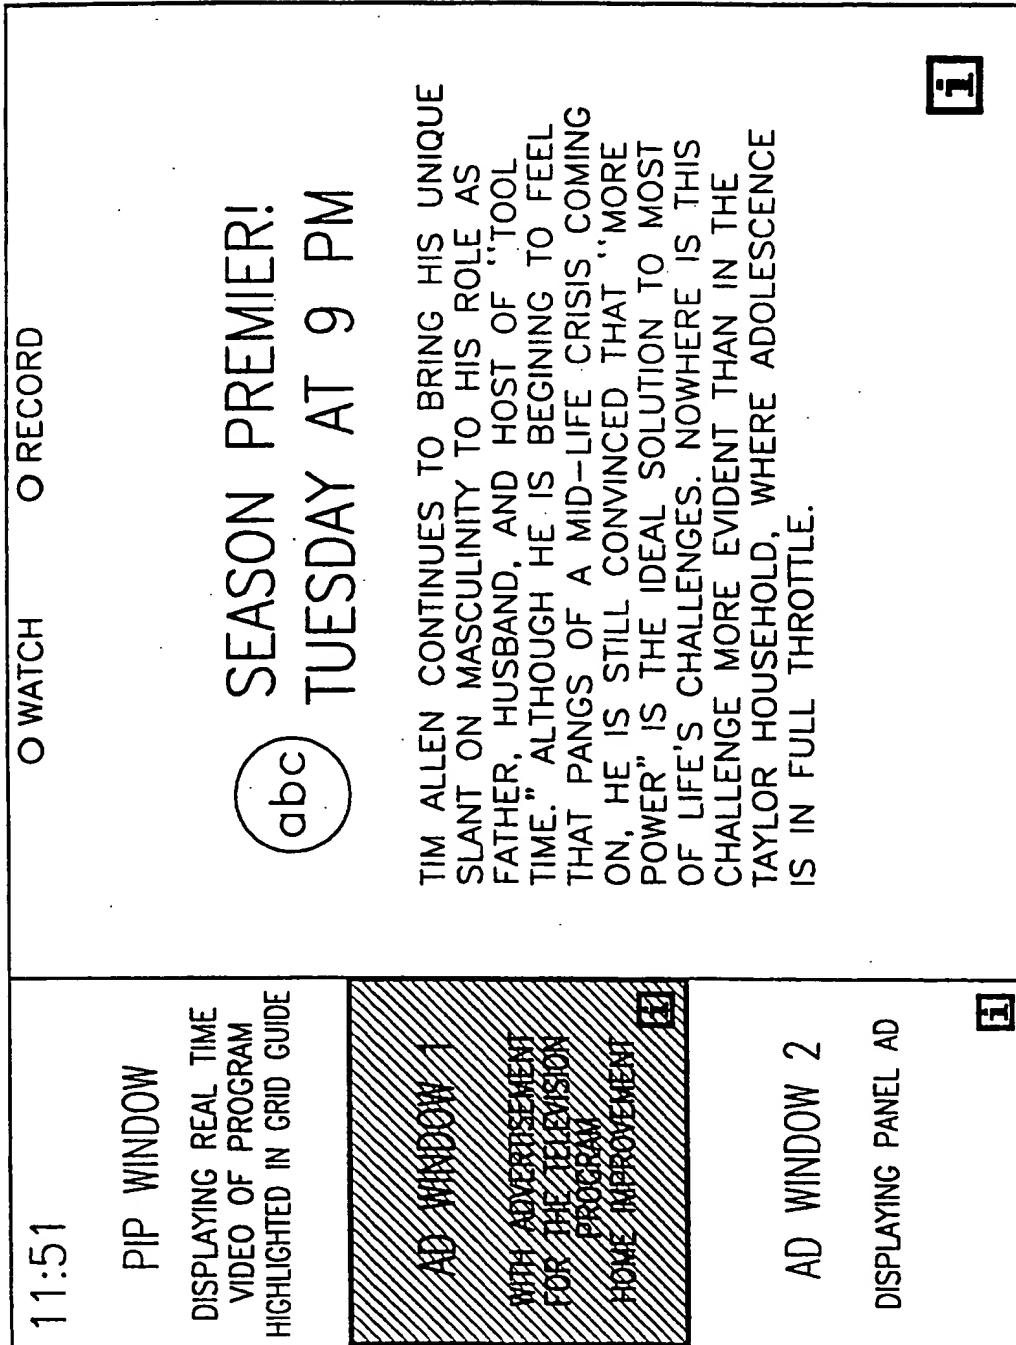 11:51
PIP WINDOW
DISPLAYING REAL TIME
VIDEO OF PROGRAM
HIGHLIGHTED IN GRID GUIDE
AD WINDOW 1
WITH ADVERTISEMENT
FOR THE TELEVISION
PROGRAM
HOME IMPROVEMENT
i
AD WINDOW 2
DISPLAYING PANEL AD
i
O WATCH O RECORD
abc
SEASON PREMIER!
TUESDAY AT 9 PM
TIM ALLEN CONTINUES TO BRING HIS UNIQUE
SLANT ON MASCULINITY TO HIS ROLE AS
FATHER, HUSBAND, AND HOST OF "TOOL
TIME." ALTHOUGH HE IS BEGINING TO FEEL
THAT PANGS OF A MID-LIFE CRISIS COMING
ON, HE IS STILL CONVINCED THAT "MORE
POWER" IS THE IDEAL SOLUTION TO MOST
OF LIFE'S CHALLENGES. NOWHERE IS THIS
CHALLENGE MORE EVIDENT THAN IN THE
TAYLOR HOUSEHOLD, WHERE ADOLESCENCE
IS IN FULL THROTTLE.
i